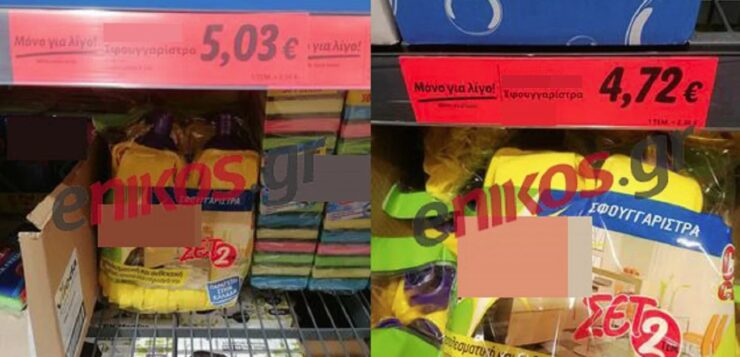 Μόνο για λίγο!
Σφουγγαρίστρα
5,03 €
για λίγο!
enikos.gr
ΣΦΟΥΓΓΑΡΙΣΤΡΑ
ΣΕΤ 2
Μόνο για λίγο!
Σφουγγαρίστρα
4,72 €
enikos.gr
ΣΦΟΥΓΓΑΡΙΣΤΡΑ
ΣΕΤ 2